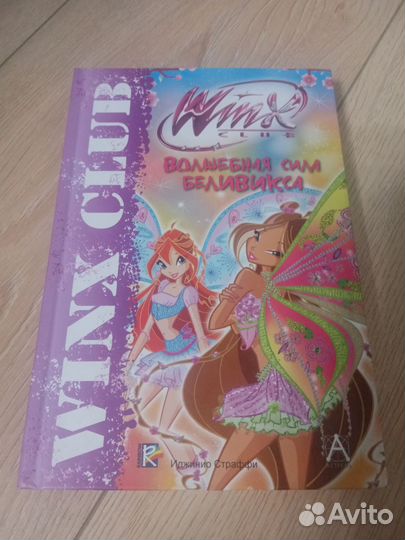 WINX CLUB
WinX
CLUB
ВОЛШЕБНАЯ СИЛА
БЕЛИВИКСА
R
Иджинио Страффи
А
Avito